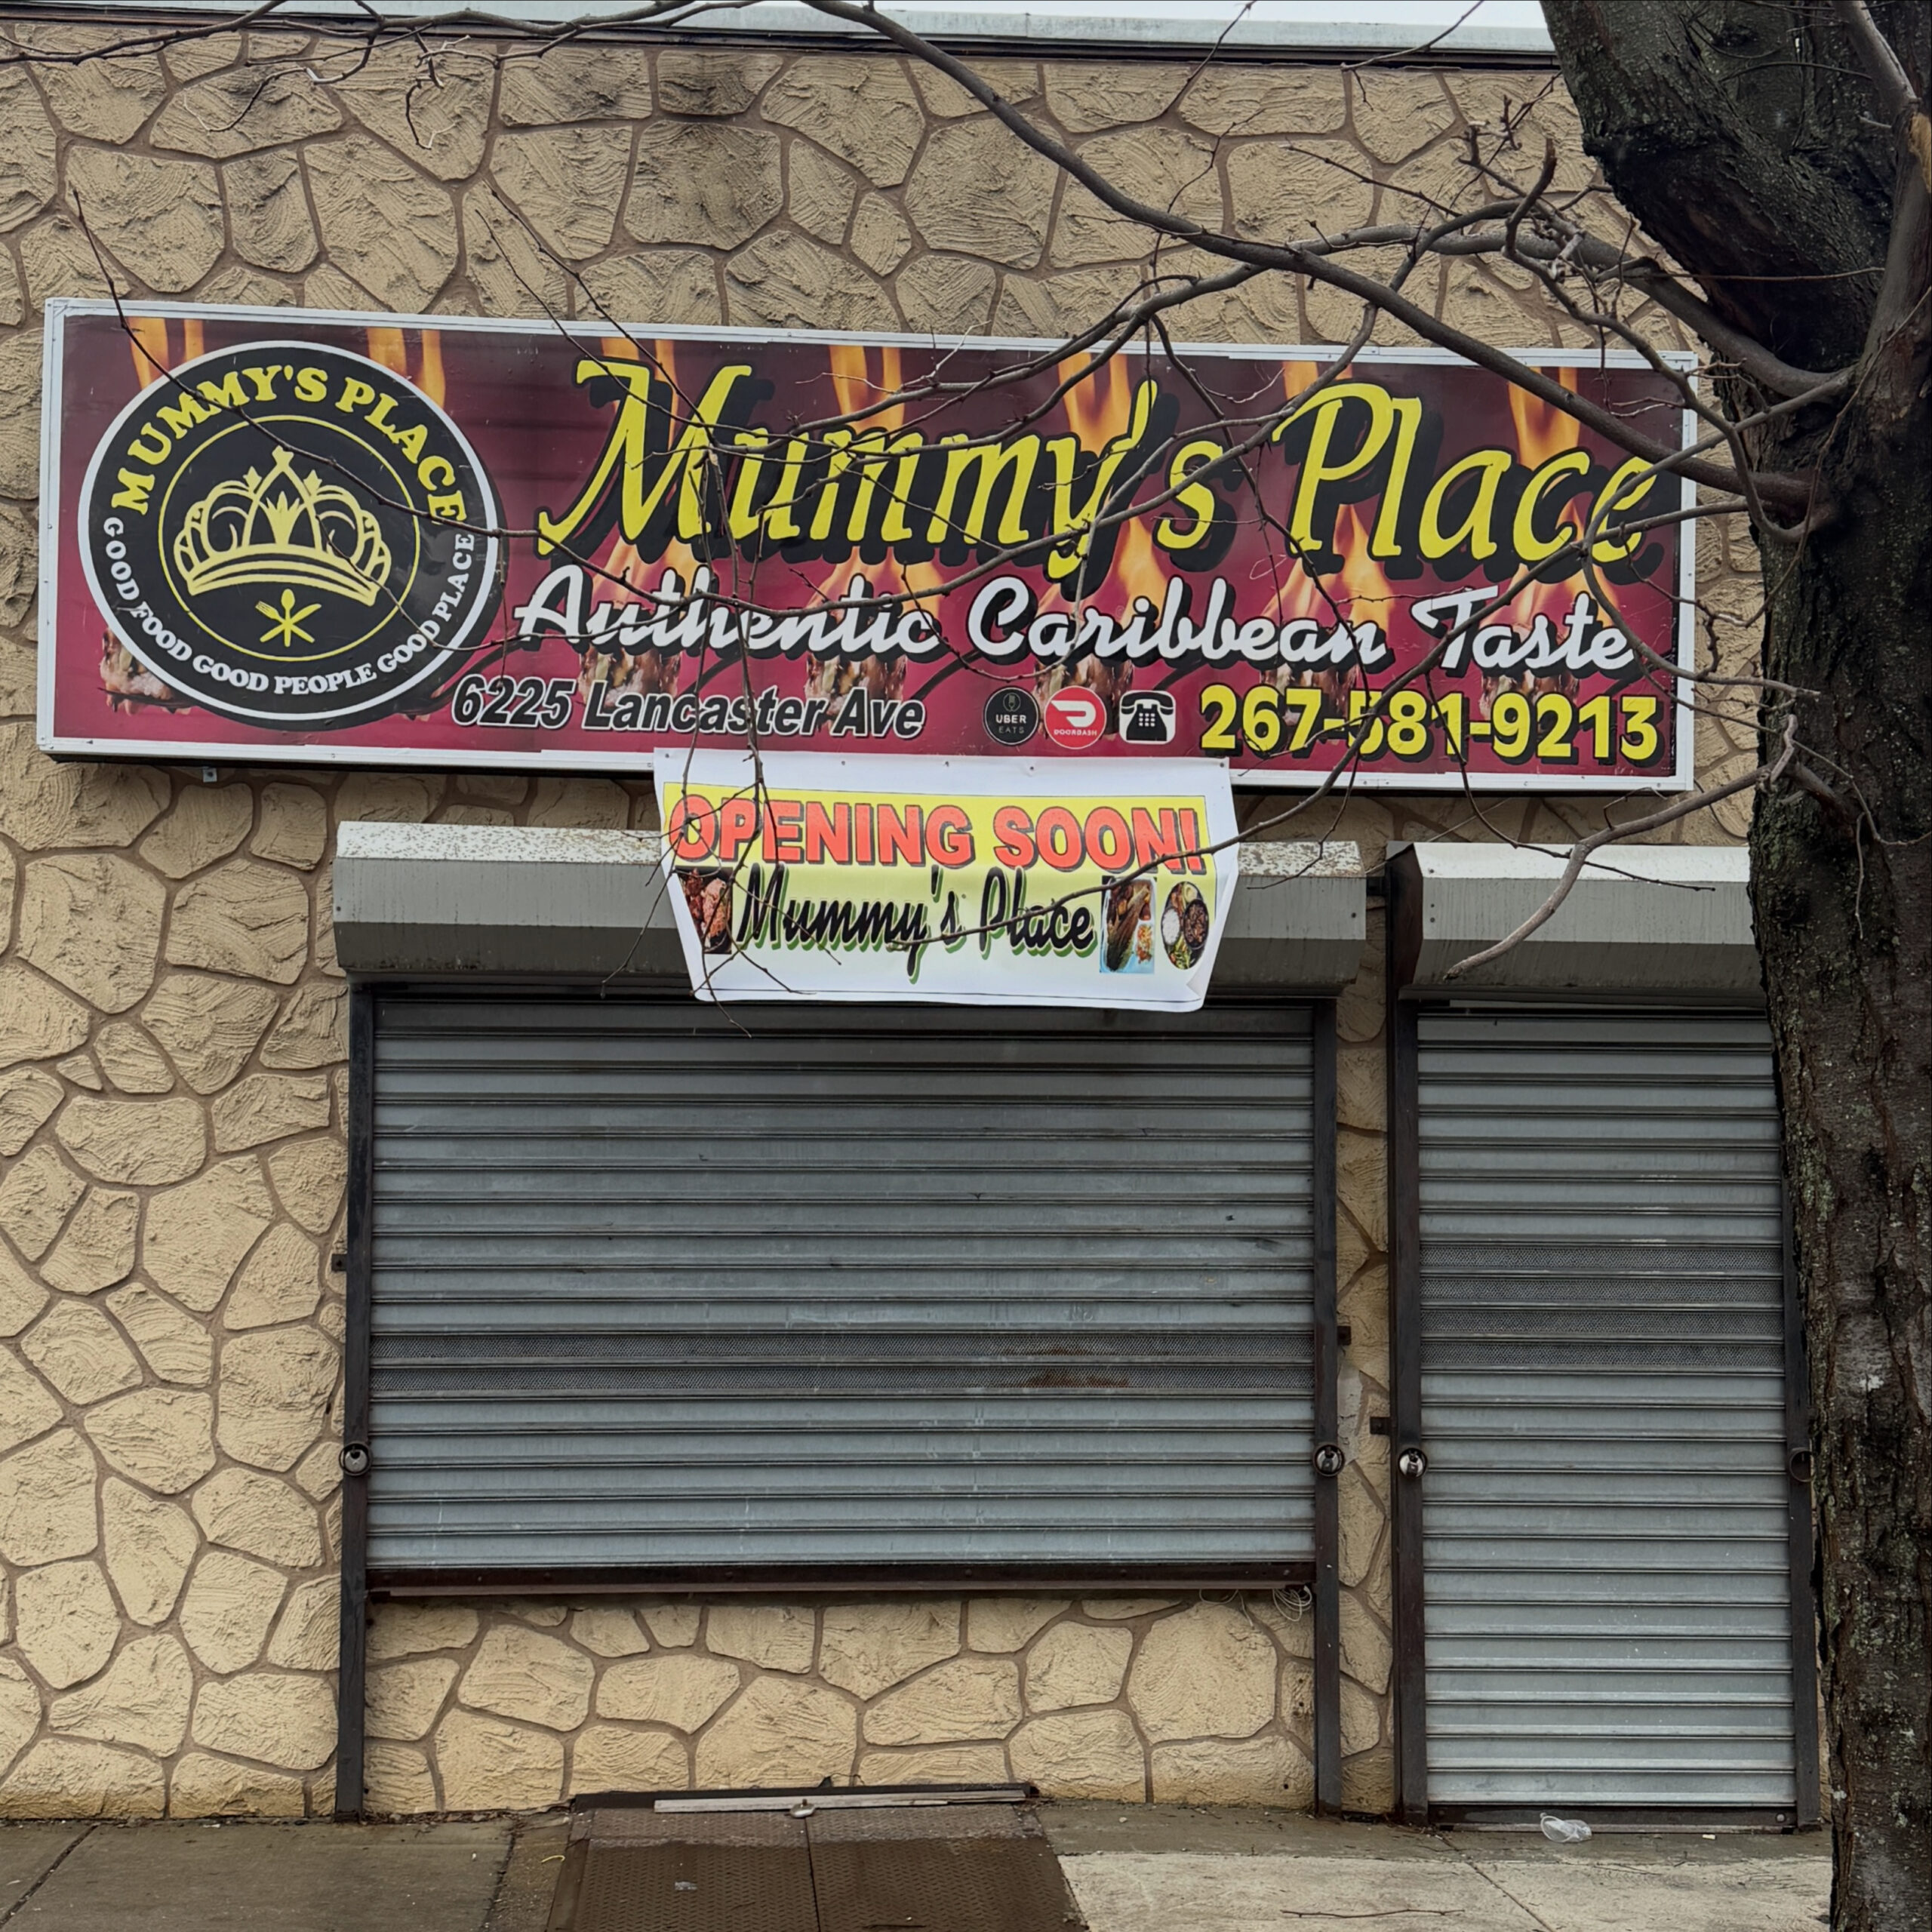 MUMMY'S PLACE
GOOD FOOD GOOD PEOPLE GOOD PLACE
Mummy's Place
Authentic Caribbean Taste
6225 Lancaster Ave
UBER
EATS
DOORDASH
267-581-9213
OPENING SOON!
Mummy's Place